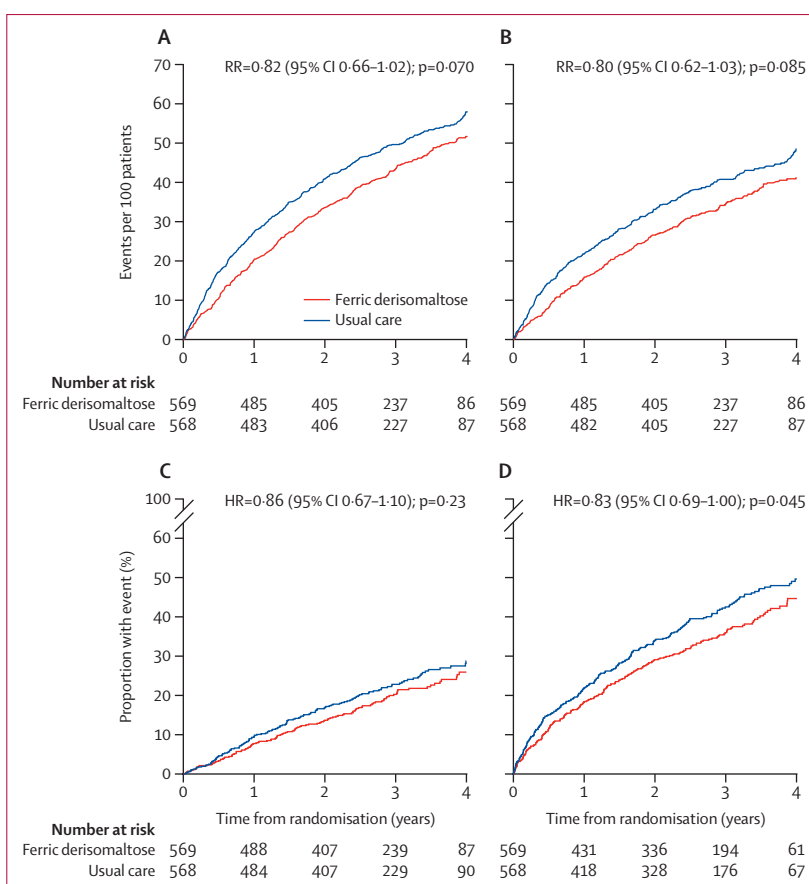 A
RR=0·82 (95% CI 0·66–1·02); p=0·070
Events per 100 patients
70
60
50
40
30
20
10
0
Ferric derisomaltose
Usual care
0 1 2 3 4
B
RR=0·80 (95% CI 0·62–1·03); p=0·085
0 1 2 3 4
Number at risk
Ferric derisomaltose 569 485 405 237 86 569 485 405 237 86
Usual care 568 483 406 227 87 568 482 405 227 87
C
HR=0·86 (95% CI 0·67–1·10); p=0·23
Proportion with event (%)
100
60
50
40
30
20
10
0
0 1 2 3 4
Time from randomisation (years)
D
HR=0·83 (95% CI 0·69–1·00); p=0·045
0 1 2 3 4
Time from randomisation (years)
Number at risk
Ferric derisomaltose 569 488 407 239 87 569 431 336 194 61
Usual care 568 484 407 229 90 568 418 328 176 67